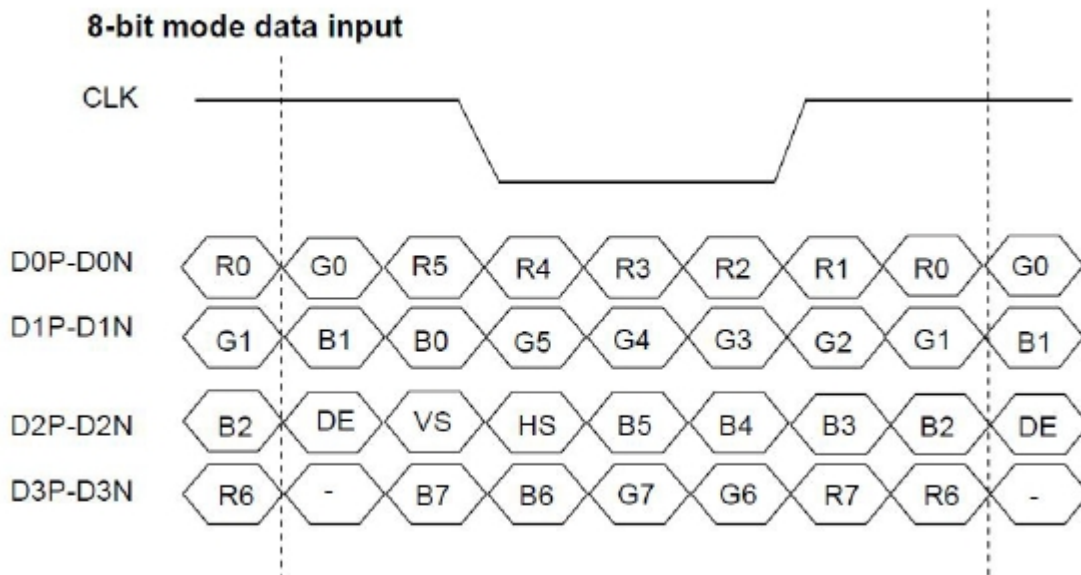 8-bit mode data input
CLK
D0P-D0N R0 G0 R5 R4 R3 R2 R1 R0 G0
D1P-D1N G1 B1 B0 G5 G4 G3 G2 G1 B1
D2P-D2N B2 DE VS HS B5 B4 B3 B2 DE
D3P-D3N R6 - B7 B6 G7 G6 R7 R6 -